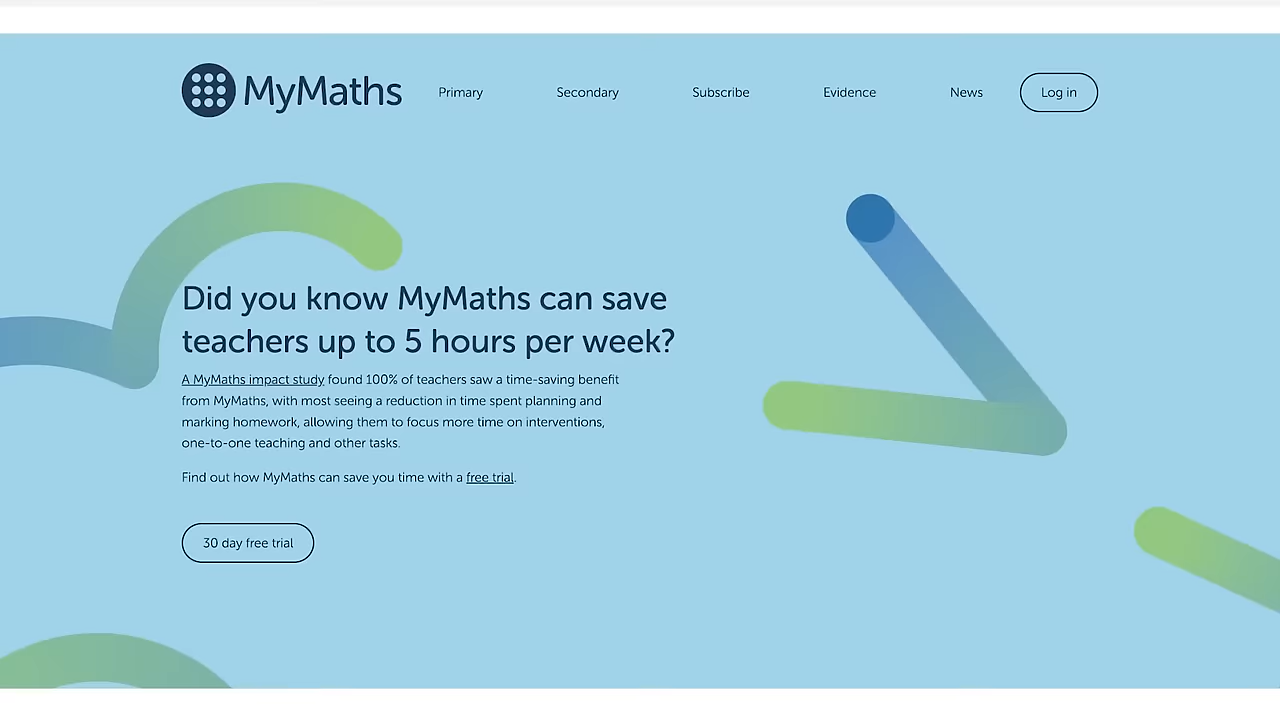 MyMaths
Primary
Secondary
Subscribe
Evidence
News
Log in
Did you know MyMaths can save
teachers up to 5 hours per week?
A MyMaths impact study found 100% of teachers saw a time-saving benefit
from MyMaths, with most seeing a reduction in time spent planning and
marking homework, allowing them to focus more time on interventions,
one-to-one teaching and other tasks.
Find out how MyMaths can save you time with a free trial.
30 day free trial